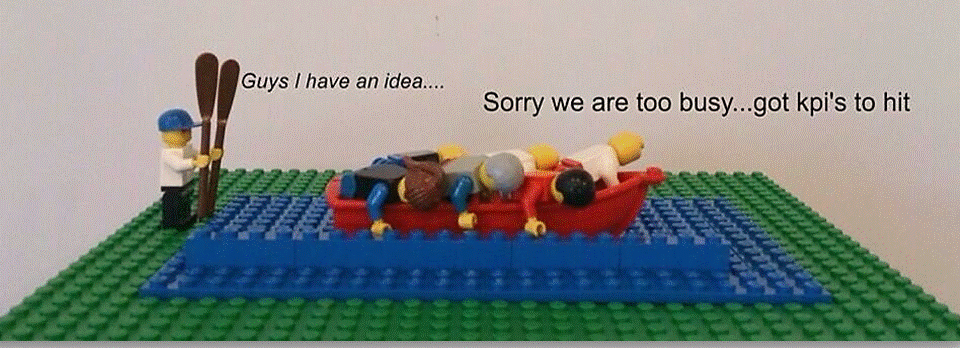 Guys I have an idea....
Sorry we are too busy...got kpi's to hit